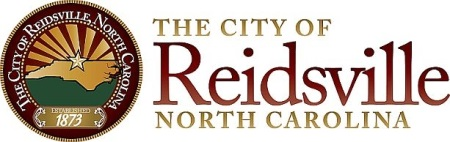 THE CITY OF REIDSVILLE, NORTH CAROLINA
ESTABLISHED
1873
THE CITY OF
Reidsville
NORTH CAROLINA